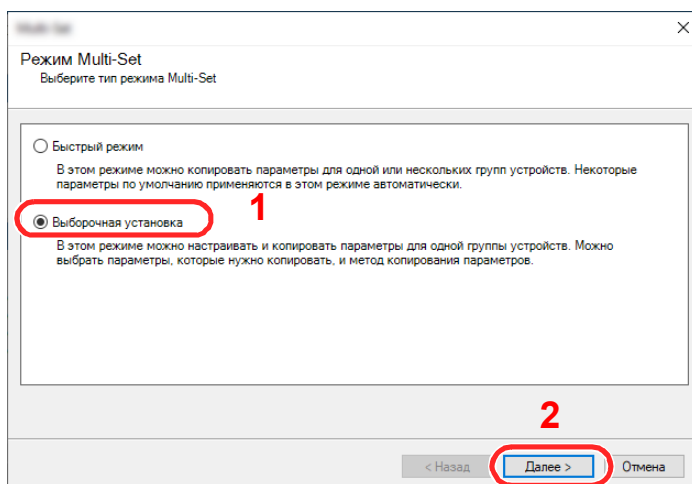 Режим Multi-Set
Выберите тип режима Multi-Set
Быстрый режим
В этом режиме можно копировать параметры для одной или нескольких групп устройств. Некоторые
параметры по умолчанию применяются в этом режиме автоматически.
1
Выборочная установка
В этом режиме можно настраивать и копировать параметры для одной группы устройств. Можно
выбрать параметры, которые нужно копировать, и метод копирования параметров.
2
< Назад Далее > Отмена